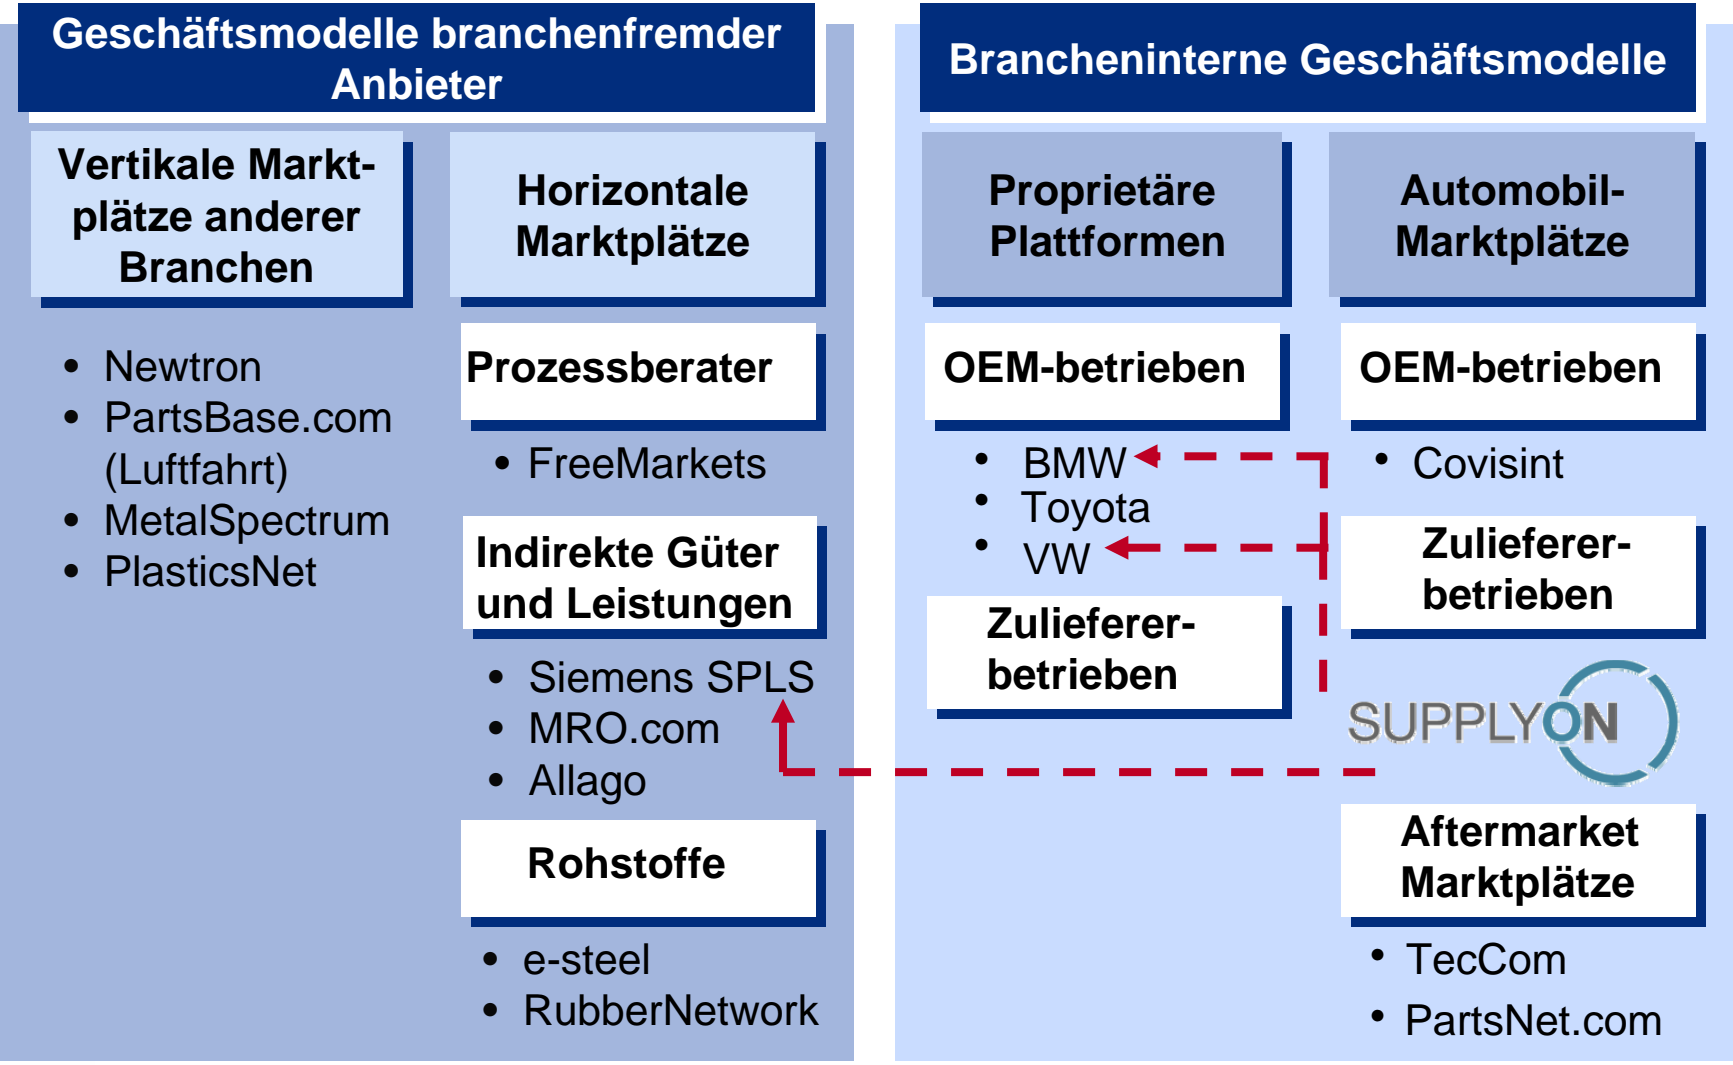 Geschäftsmodelle branchenfremder
Anbieter
Vertikale Markt-
plätze anderer
Branchen
• Newtron
• PartsBase.com
(Luftfahrt)
• MetalSpectrum
• PlasticsNet
Horizontale
Marktplätze
Prozessberater
• FreeMarkets
Indirekte Güter
und Leistungen
• Siemens SPLS
• MRO.com
• Allago
Rohstoffe
• e-steel
• RubberNetwork
Brancheninterne Geschäftsmodelle
Proprietäre
Plattformen
OEM-betrieben
• BMW
• Toyota
• VW
Zulieferer-
betrieben
Automobil-
Marktplätze
OEM-betrieben
• Covisint
Zulieferer-
betrieben
SUPPLYON
Aftermarket
Marktplätze
• TecCom
• PartsNet.com